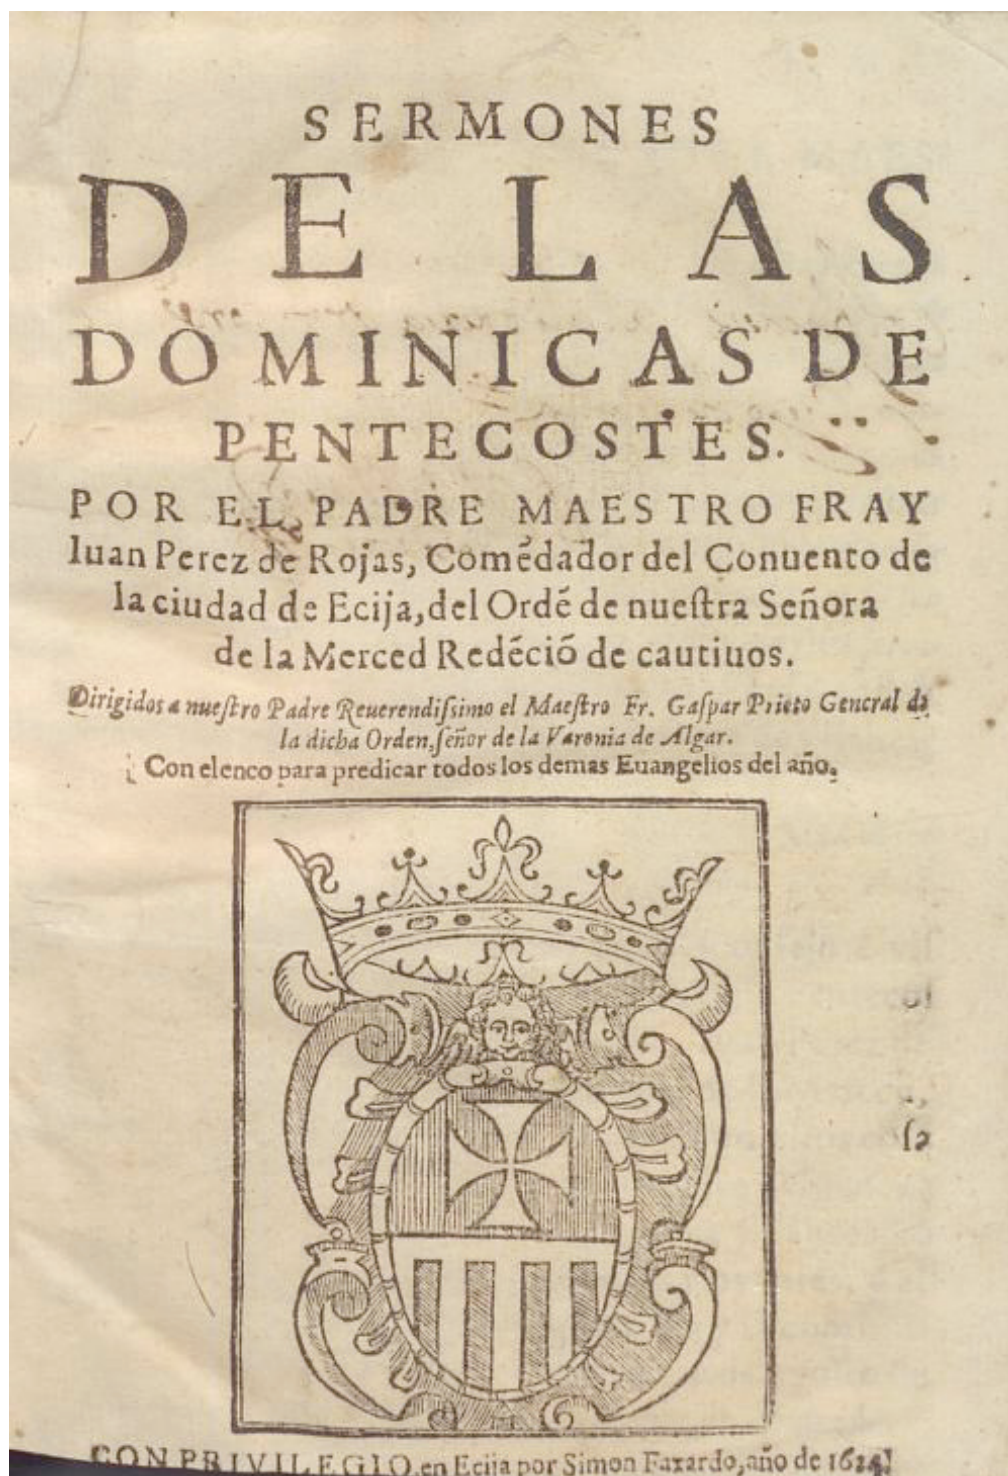 SERMONES
DE LAS
DOMINICAS DE
PENTECOSTES.
POR EL PADRE MAESTRO FRAY
Iuan Perez de Rojas, Comẽdador del Conuento de
la ciudad de Ecija, del Ordẽ de nueſtra Señora
de la Merced Redẽciõ de cautiuos.
Dirigidos a nueſtro Padre Reuerendiſsimo el Maeſtro Fr. Gaſpar Prieto General de
la dicha Orden, ſeñor de la Varonia de Algar.
Con elenco para predicar todos los demas Euangelios del año.
CON PRIVILEGIO, en Ecija por Simon Faxardo, año de